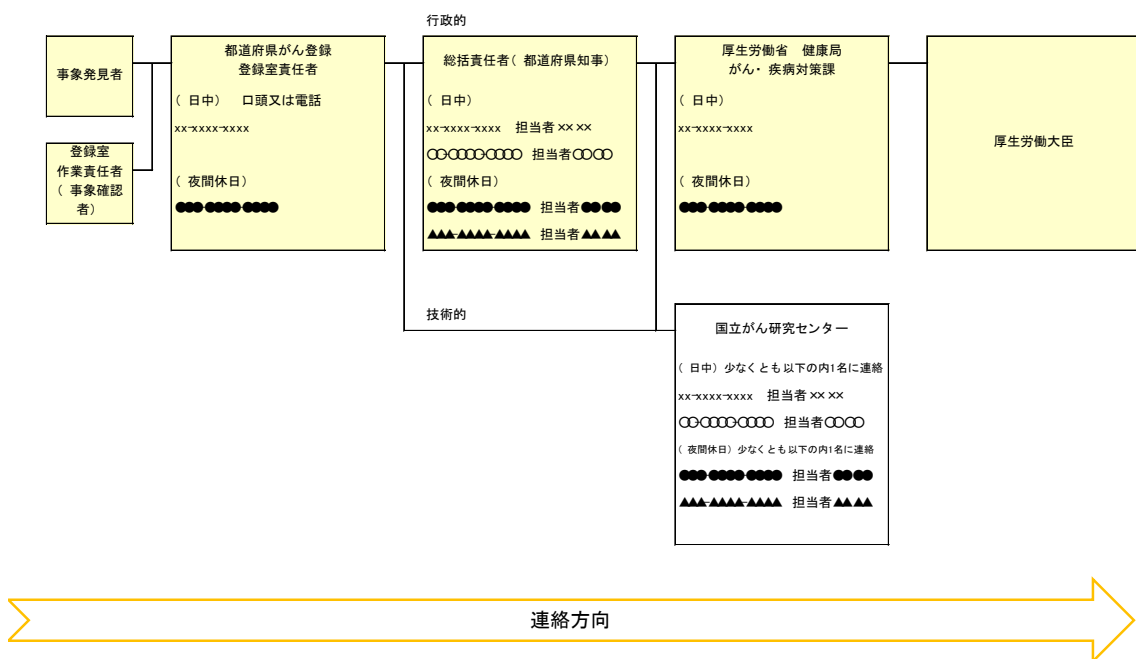 行政的
事象発見者
登録室
作業責任者
(事象確認
者)
都道府県がん登録
登録室責任者
(日中) 口頭又は電話
xx-xxxx-xxxx
(夜間休日)
●●●-●●●●-●●●●
総括責任者(都道府県知事)
(日中)
xx-xxxx-xxxx 担当者××××
○○-○○○○-○○○○ 担当者○○○○
(夜間休日)
●●●-●●●●-●●●● 担当者●●●●
▲▲▲-▲▲▲▲-▲▲▲▲ 担当者▲▲▲▲
厚生労働省 健康局
がん・疾病対策課
(日中)
xx-xxxx-xxxx
(夜間休日)
●●●-●●●●-●●●●
厚生労働大臣
技術的
国立がん研究センター
(日中)少なくとも以下の内1名に連絡
xx-xxxx-xxxx 担当者××××
○○-○○○○-○○○○ 担当者○○○○
(夜間休日)少なくとも以下の内1名に連絡
●●●-●●●●-●●●● 担当者●●●●
▲▲▲-▲▲▲▲-▲▲▲▲ 担当者▲▲▲▲
連絡方向